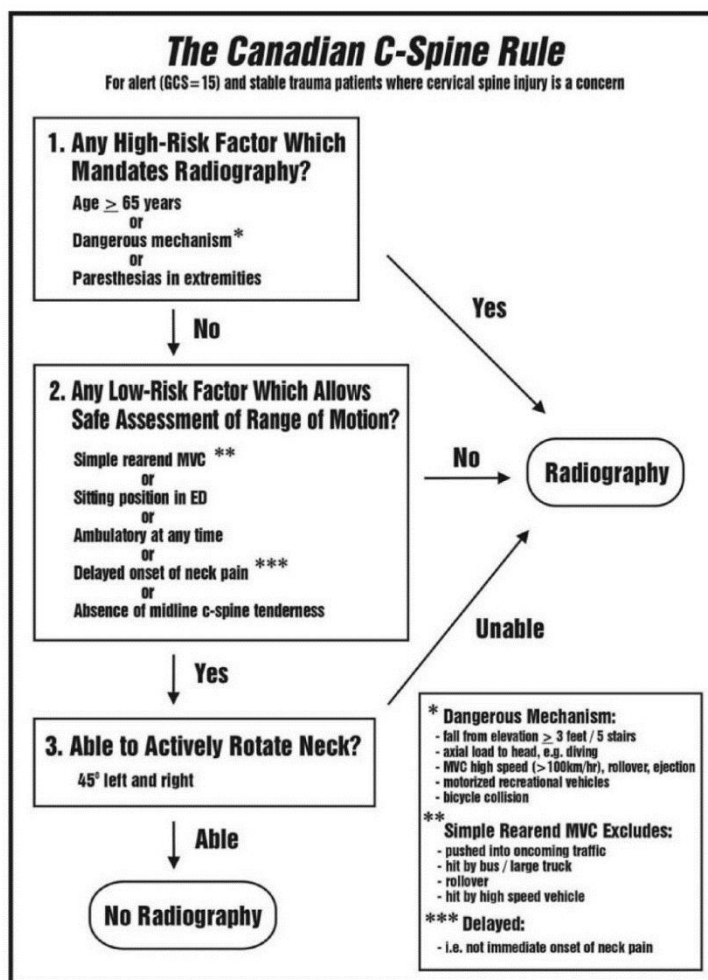 The Canadian C-Spine Rule
For alert (GCS=15) and stable trauma patients where cervical spine injury is a concern
1. Any High-Risk Factor Which
Mandates Radiography?
Age ≥ 65 years
or
Dangerous mechanism*
or
Paresthesias in extremities
Yes
No
2. Any Low-Risk Factor Which Allows
Safe Assessment of Range of Motion?
Simple rearend MVC **
or
Sitting position in ED
or
Ambulatory at any time
or
Delayed onset of neck pain ***
or
Absence of midline c-spine tenderness
No
Radiography
Unable
Yes
3. Able to Actively Rotate Neck?
45° left and right
Able
No Radiography
* Dangerous Mechanism:
- fall from elevation ≥ 3 feet / 5 stairs
- axial load to head, e.g. diving
- MVC high speed (>100km/hr), rollover, ejection
- motorized recreational vehicles
- bicycle collision
** Simple Rearend MVC Excludes:
- pushed into oncoming traffic
- hit by bus / large truck
- rollover
- hit by high speed vehicle
*** Delayed:
- i.e. not immediate onset of neck pain